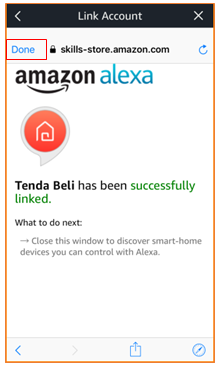 Link Account
Done skills-store.amazon.com
amazon alexa
Tenda Beli has been successfully
linked.
What to do next:
→ Close this window to discover smart-home
devices you can control with Alexa.